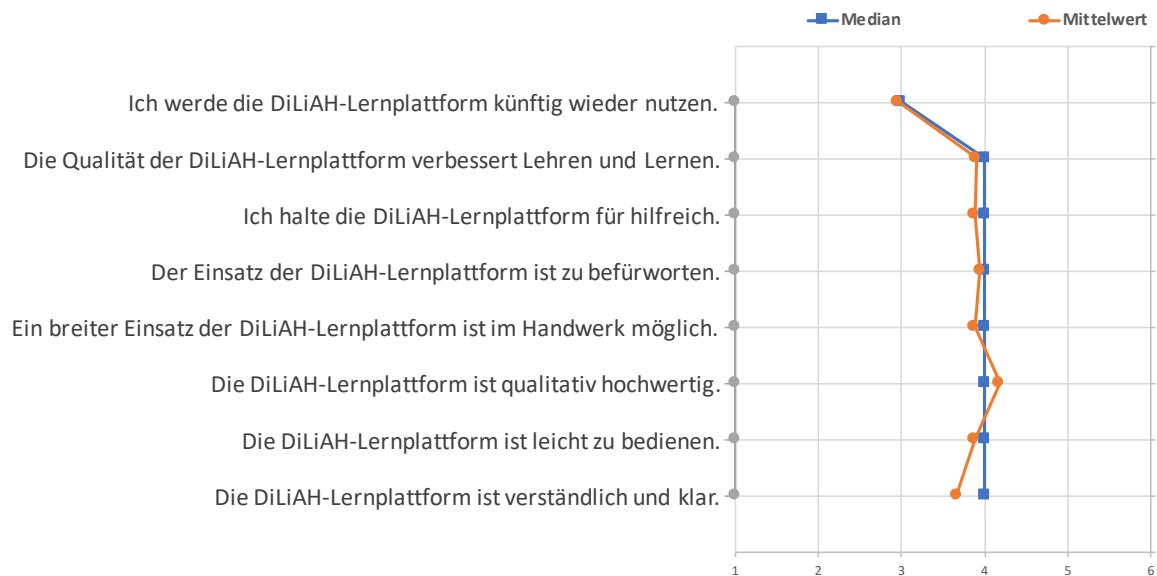 Median Mittelwert
Ich werde die DiLiAH-Lernplattform künftig wieder nutzen.
Die Qualität der DiLiAH-Lernplattform verbessert Lehren und Lernen.
Ich halte die DiLiAH-Lernplattform für hilfreich.
Der Einsatz der DiLiAH-Lernplattform ist zu befürworten.
Ein breiter Einsatz der DiLiAH-Lernplattform ist im Handwerk möglich.
Die DiLiAH-Lernplattform ist qualitativ hochwertig.
Die DiLiAH-Lernplattform ist leicht zu bedienen.
Die DiLiAH-Lernplattform ist verständlich und klar.
1 2 3 4 5 6